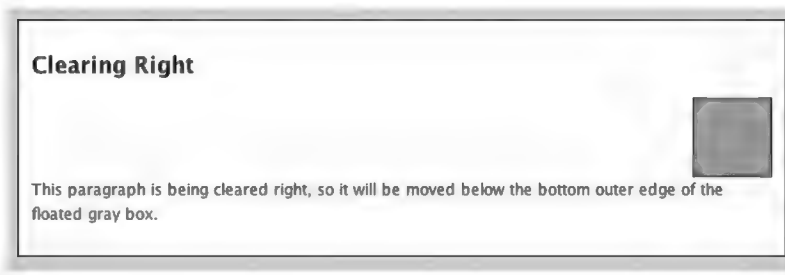 Clearing Right
This paragraph is being cleared right, so it will be moved below the bottom outer edge of the
floated gray box.